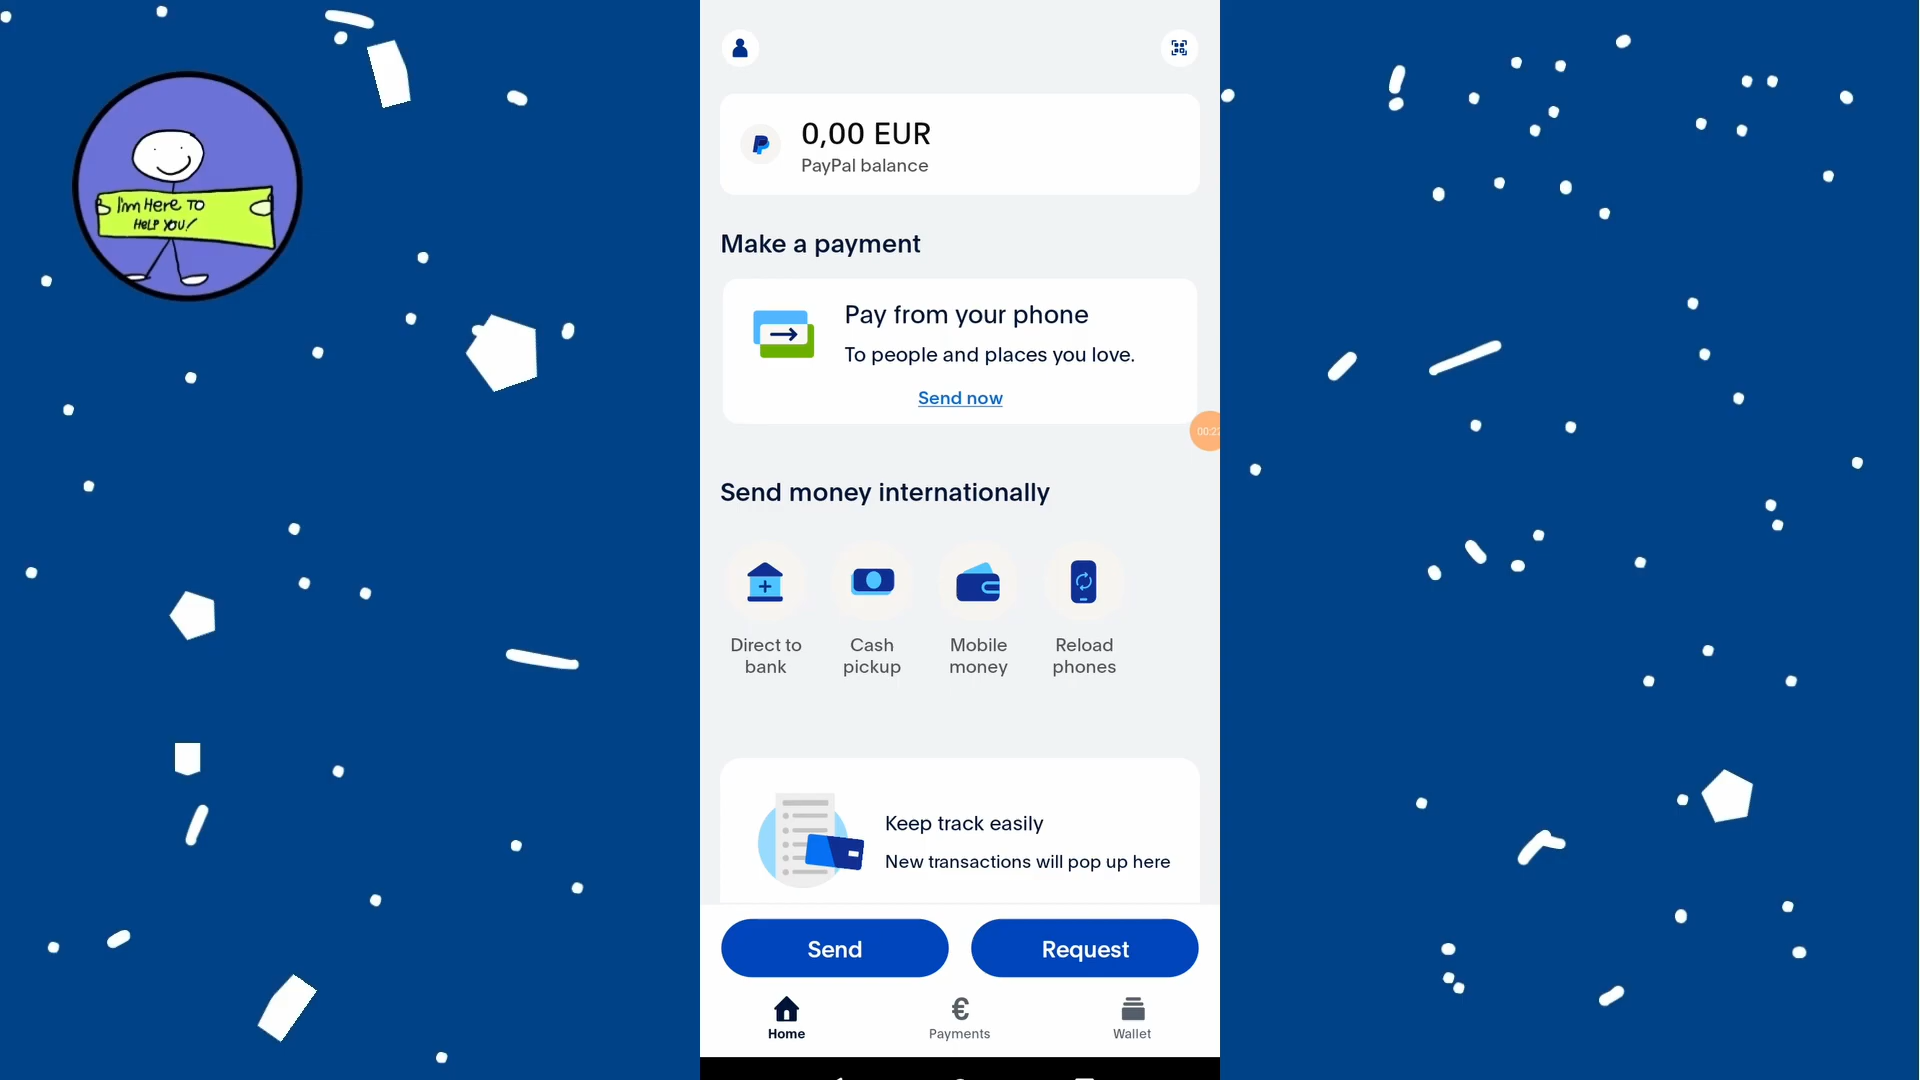 I'm Here To
HELP YOU!
0,00 EUR
PayPal balance
Make a payment
Pay from your phone
To people and places you love.
Send now
Send money internationally
Direct to
bank
Cash
pickup
Mobile
money
Reload
phones
Keep track easily
New transactions will pop up here
Send
Request
Home
Payments
Wallet